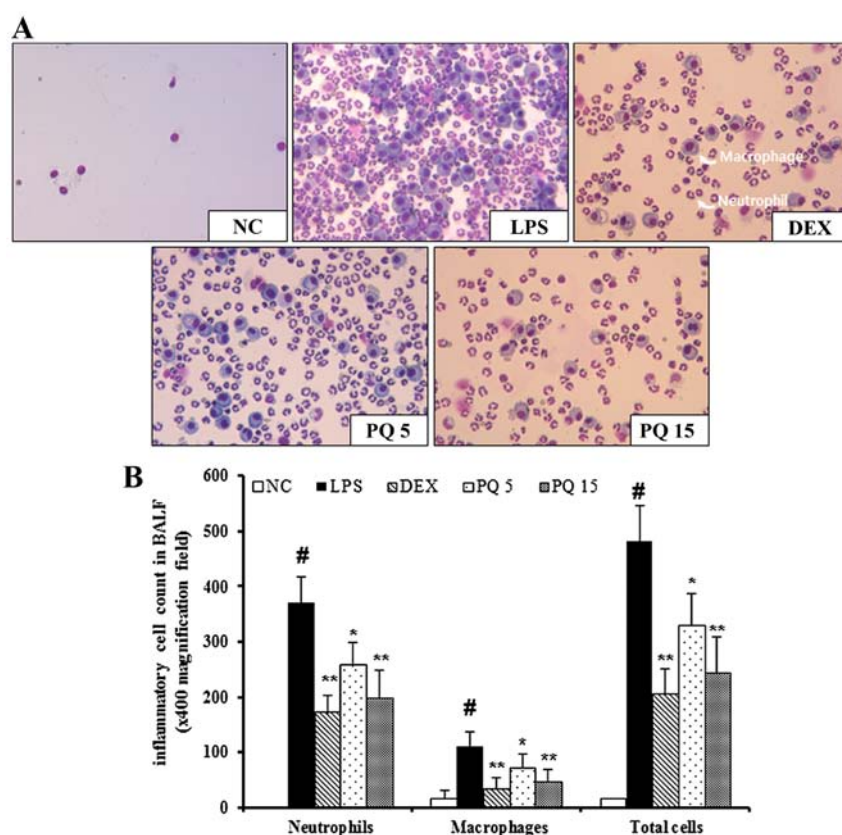 A
NC
LPS
Macrophage
Neutrophil
DEX
PQ 5
PQ 15
B
600
500
400
300
200
100
0
inflammatory cell count in BALF
(x400 magnification field)
NC LPS DEX PQ 5 PQ 15
#
**
*
**
#
**
*
**
#
**
*
**
Neutrophils Macrophages Total cells